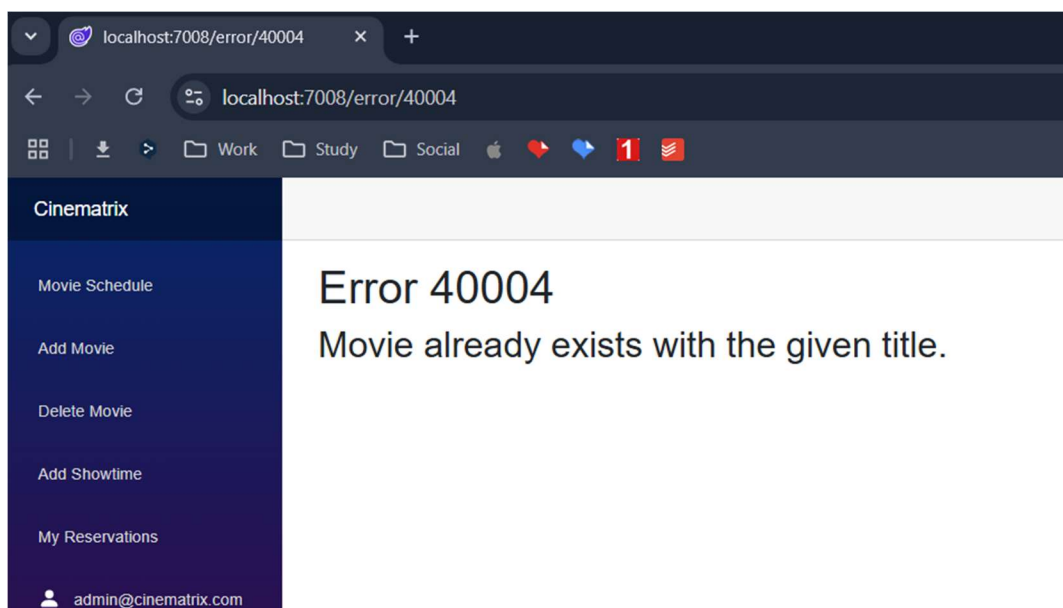 localhost:7008/error/40004
localhost:7008/error/40004
Work Study Social 1
Cinematrix
Movie Schedule
Add Movie
Delete Movie
Add Showtime
My Reservations
admin@cinematrix.com
Error 40004
Movie already exists with the given title.